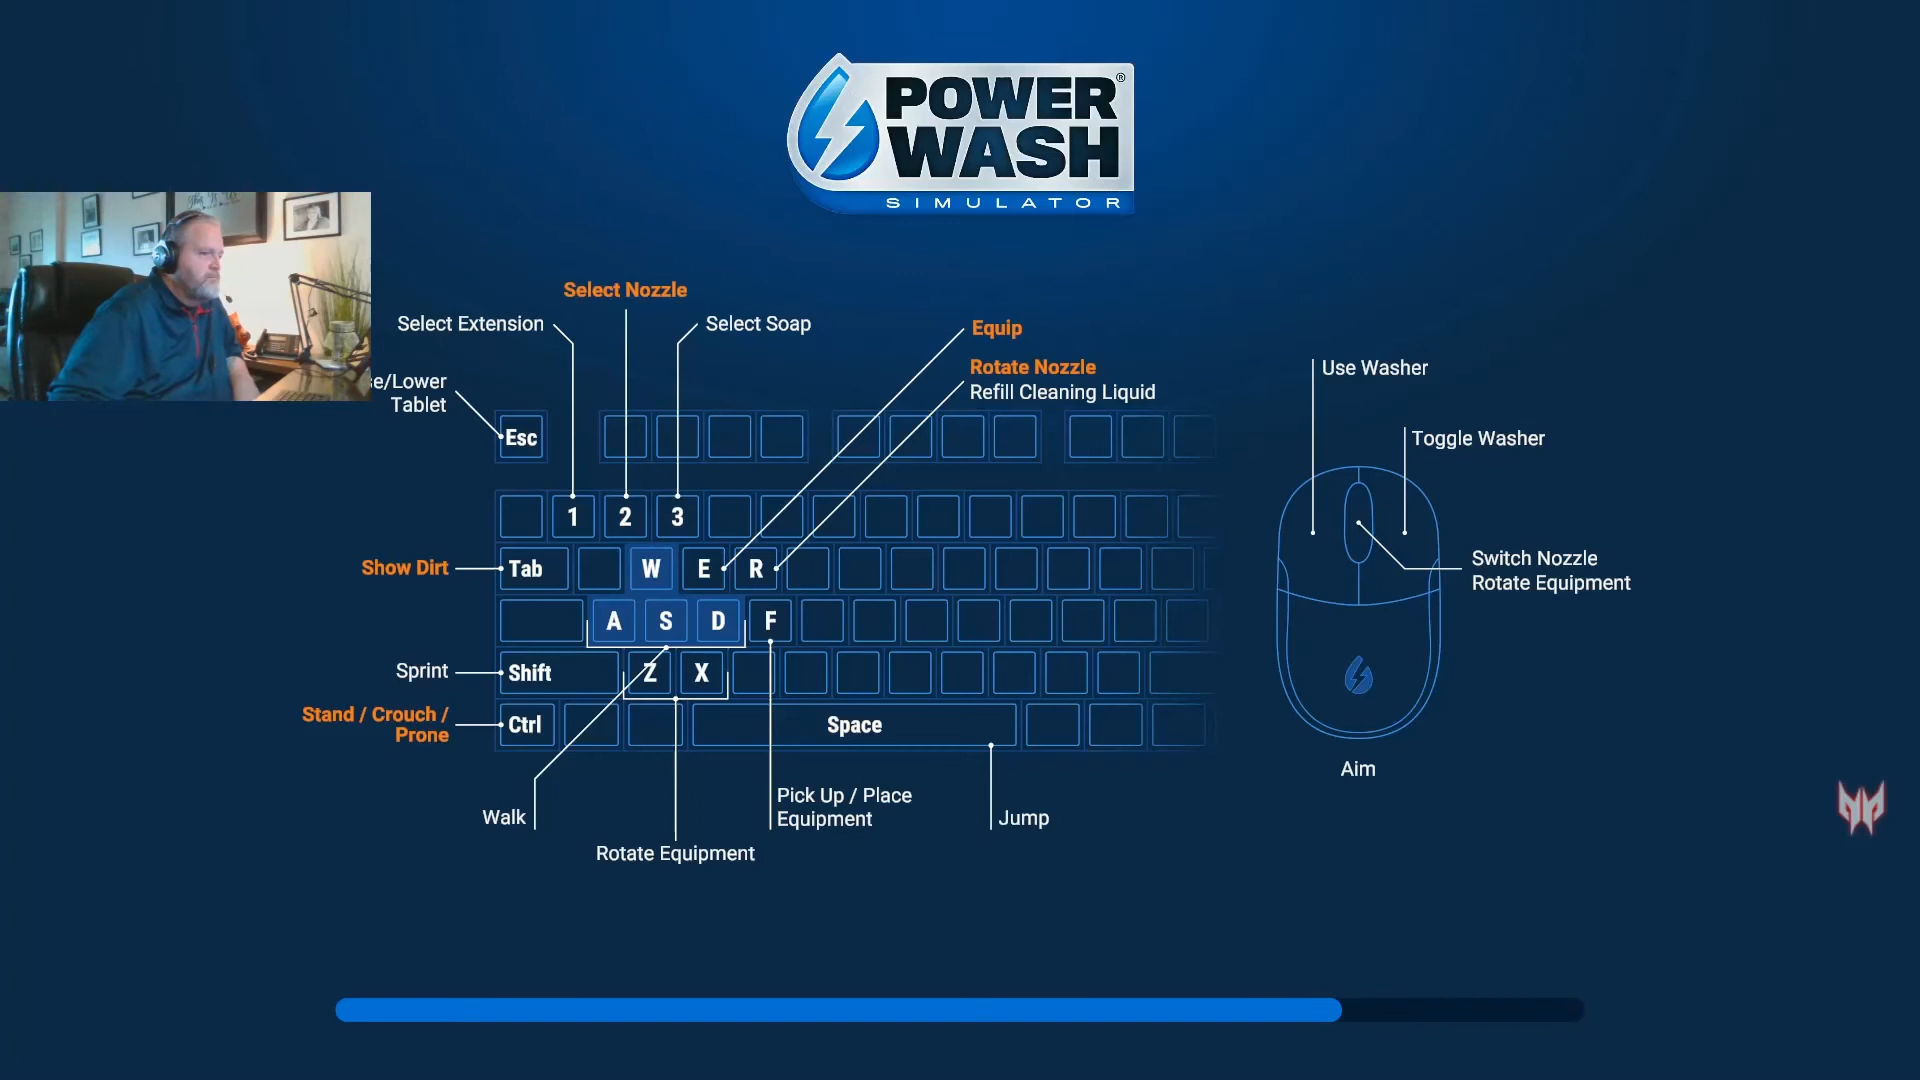 POWER®
WASH
SIMULATOR
Select Nozzle
Select Extension
Select Soap
Equip
Rotate Nozzle
Refill Cleaning Liquid
Use Washer
se/Lower
Tablet
Toggle Washer
Esc
1 2 3
Show Dirt
Tab W E R
Switch Nozzle
Rotate Equipment
A S D F
Sprint
Shift Z X
Stand / Crouch /
Prone
Ctrl Space
Aim
Pick Up / Place
Equipment
Walk
Jump
Rotate Equipment